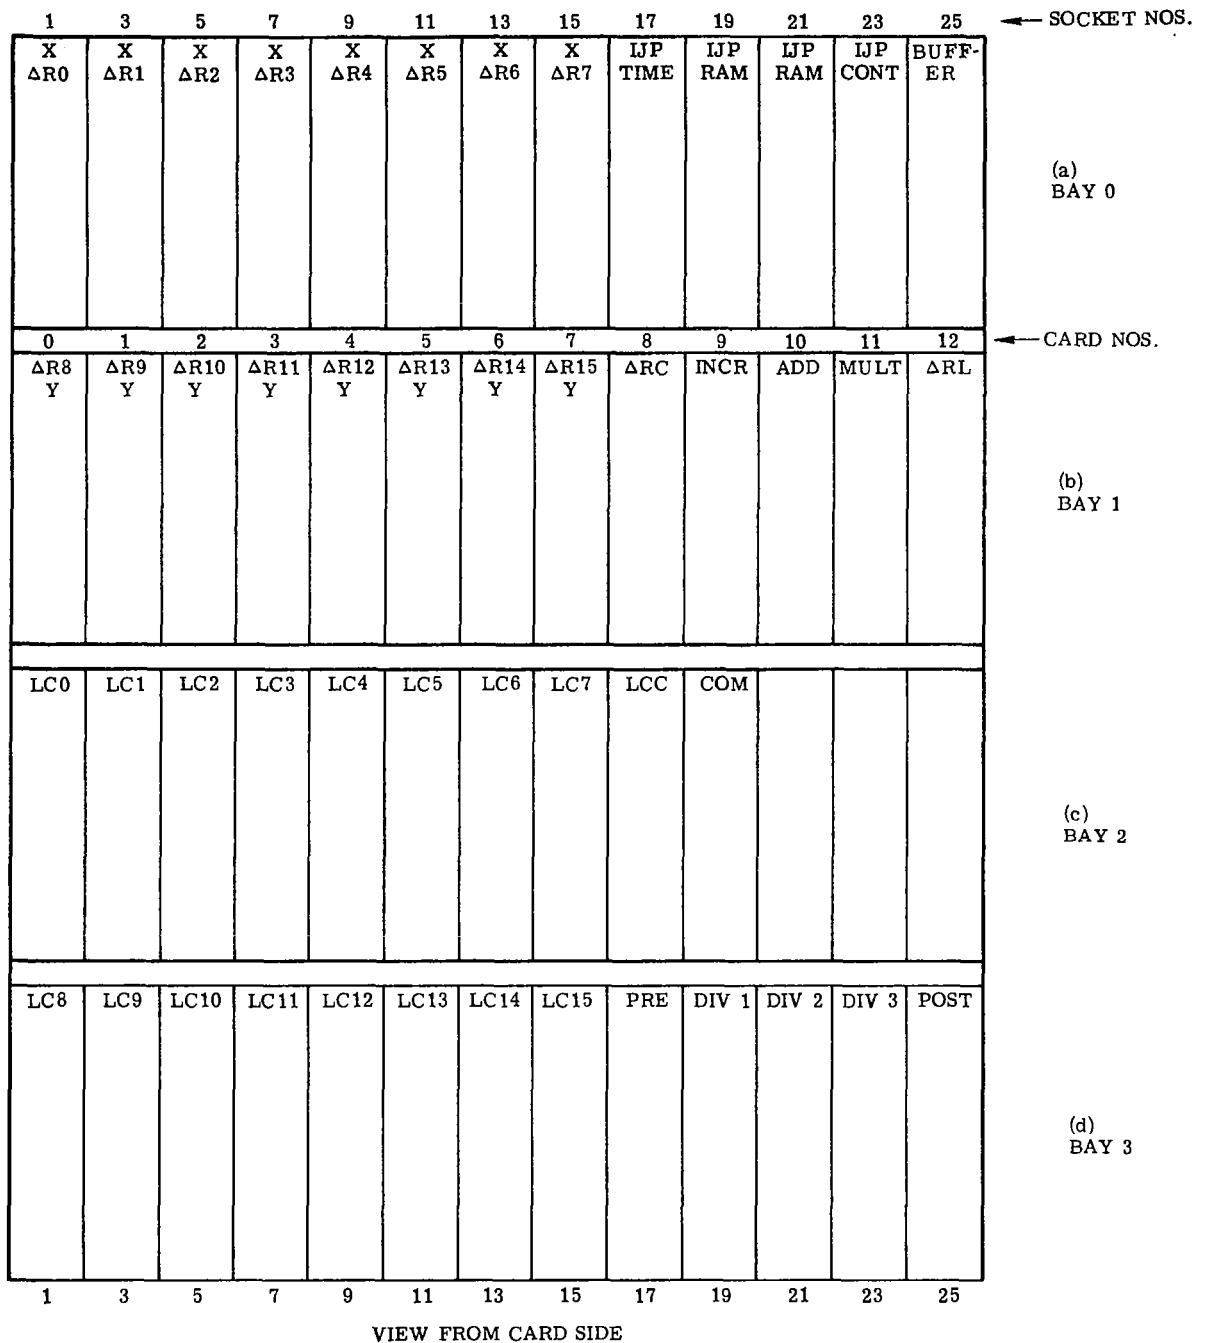 1 3 5 7 9 11 13 15 17 19 21 23 25 SOCKET NOS.
X X X X X X X X IJP IJP IJP IJP BUFF-
ΔR0 ΔR1 ΔR2 ΔR3 ΔR4 ΔR5 ΔR6 ΔR7 TIME RAM RAM CONT ER
(a)
BAY 0
0 1 2 3 4 5 6 7 8 9 10 11 12 CARD NOS.
ΔR8 ΔR9 ΔR10 ΔR11 ΔR12 ΔR13 ΔR14 ΔR15 ΔRC INCR ADD MULT ΔRL
Y Y Y Y Y Y Y Y
(b)
BAY 1
LC0 LC1 LC2 LC3 LC4 LC5 LC6 LC7 LCC COM
(c)
BAY 2
LC8 LC9 LC10 LC11 LC12 LC13 LC14 LC15 PRE DIV 1 DIV 2 DIV 3 POST
(d)
BAY 3
1 3 5 7 9 11 13 15 17 19 21 23 25
VIEW FROM CARD SIDE